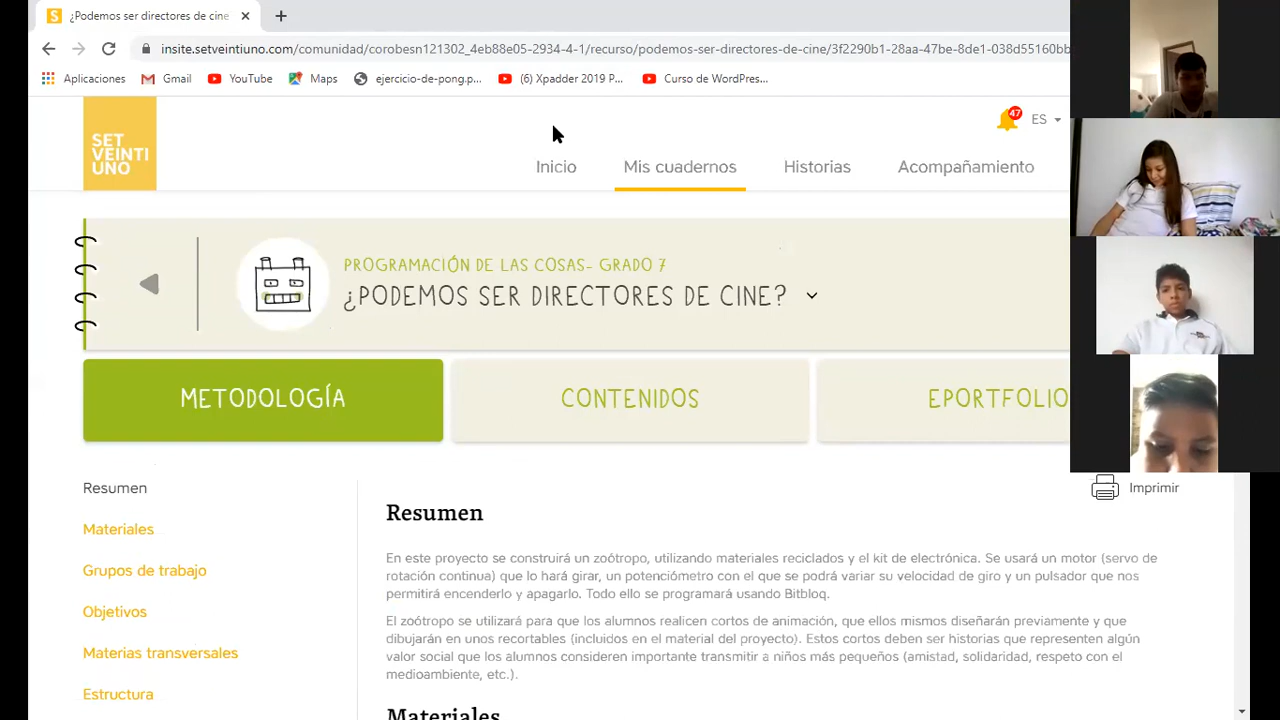 ¿Podemos ser directores de cine
insite.setveintiuno.com/comunidad/corobesn121302_4eb88e05-2934-4-1/recurso/podemos-ser-directores-de-cine/3f2290b1-28aa-47be-8de1-038d55160bb
Aplicaciones Gmail YouTube Maps ejercicio-de-pong.p... (6) Xpadder 2019 P... Curso de WordPres...
SET
VEINTI
UNO
47 ES
Inicio Mis cuadernos Historias Acompañamiento
PROGRAMACIÓN DE LAS COSAS- GRADO 7
¿PODEMOS SER DIRECTORES DE CINE?
METODOLOGÍA CONTENIDOS EPORTFOLIO
Imprimir
Resumen
Materiales
Grupos de trabajo
Objetivos
Materias transversales
Estructura
Resumen
En este proyecto se construirá un zoótropo, utilizando materiales reciclados y el kit de electrónica. Se usará un motor (servo de
rotación continua) que lo hará girar, un potenciómetro con el que se podrá variar su velocidad de giro y un pulsador que nos
permitirá encenderlo y apagarlo. Todo ello se programará usando Bitbloq.
El zoótropo se utilizará para que los alumnos realicen cortos de animación, que ellos mismos diseñarán previamente y que
dibujarán en unos recortables (incluidos en el material del proyecto). Estos cortos deben ser historias que representen algún
valor social que los alumnos consideren importante transmitir a niños más pequeños (amistad, solidaridad, respeto con el
medioambiente, etc.).
Materiales